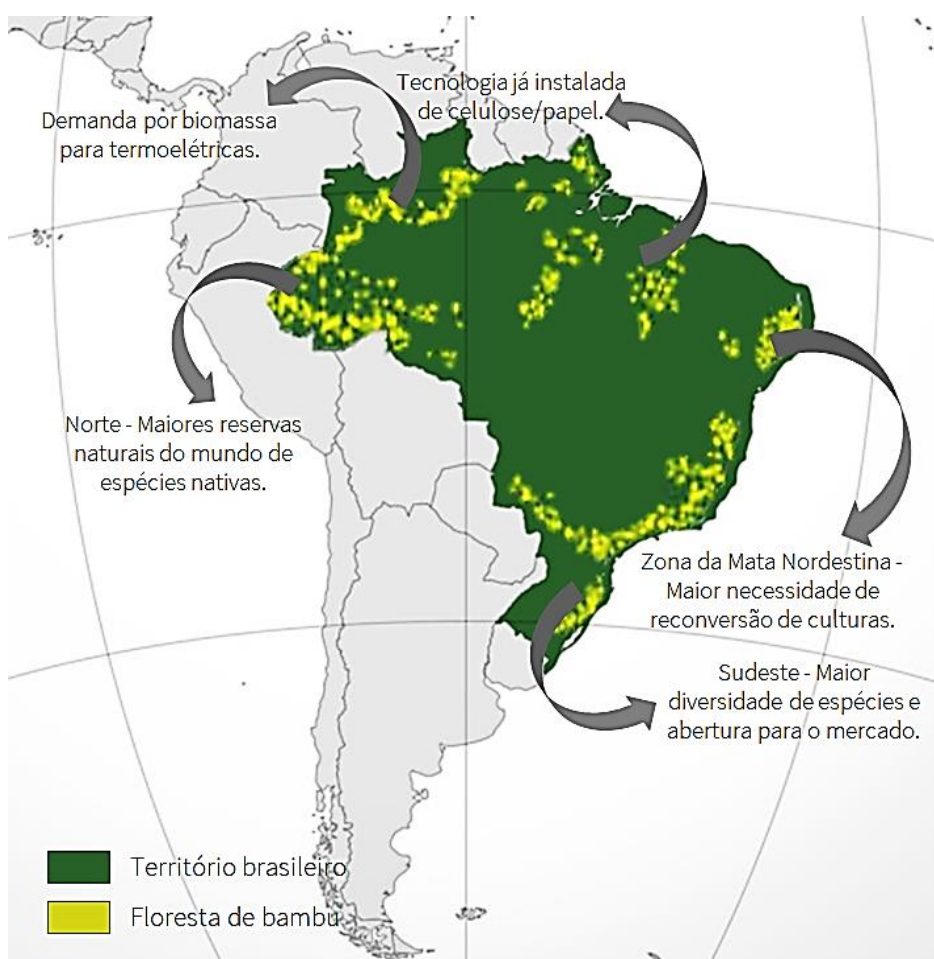 Tecnologia já instalada
de celulose/papel.
Demanda por biomassa
para termoelétricas.
Norte - Maiores reservas
naturais do mundo de
espécies nativas.
Zona da Mata Nordestina -
Maior necessidade de
reconversão de culturas.
Sudeste - Maior
diversidade de espécies e
abertura para o mercado.
Território brasileiro
Floresta de bambu